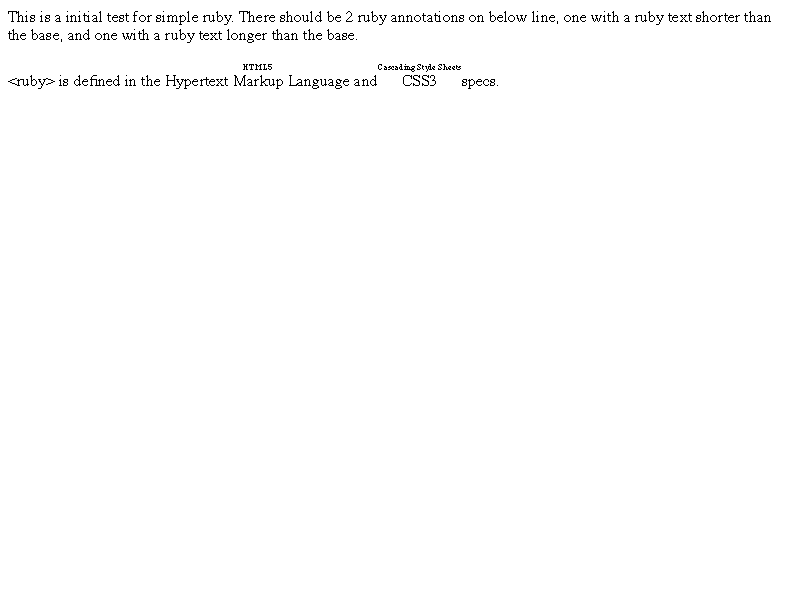 This is a initial test for simple ruby. There should be 2 ruby annotations on below line, one with a ruby text shorter than
the base, and one with a ruby text longer than the base.
HTML5 Cascading Style Sheets
<ruby> is defined in the Hypertext Markup Language and CSS3 specs.